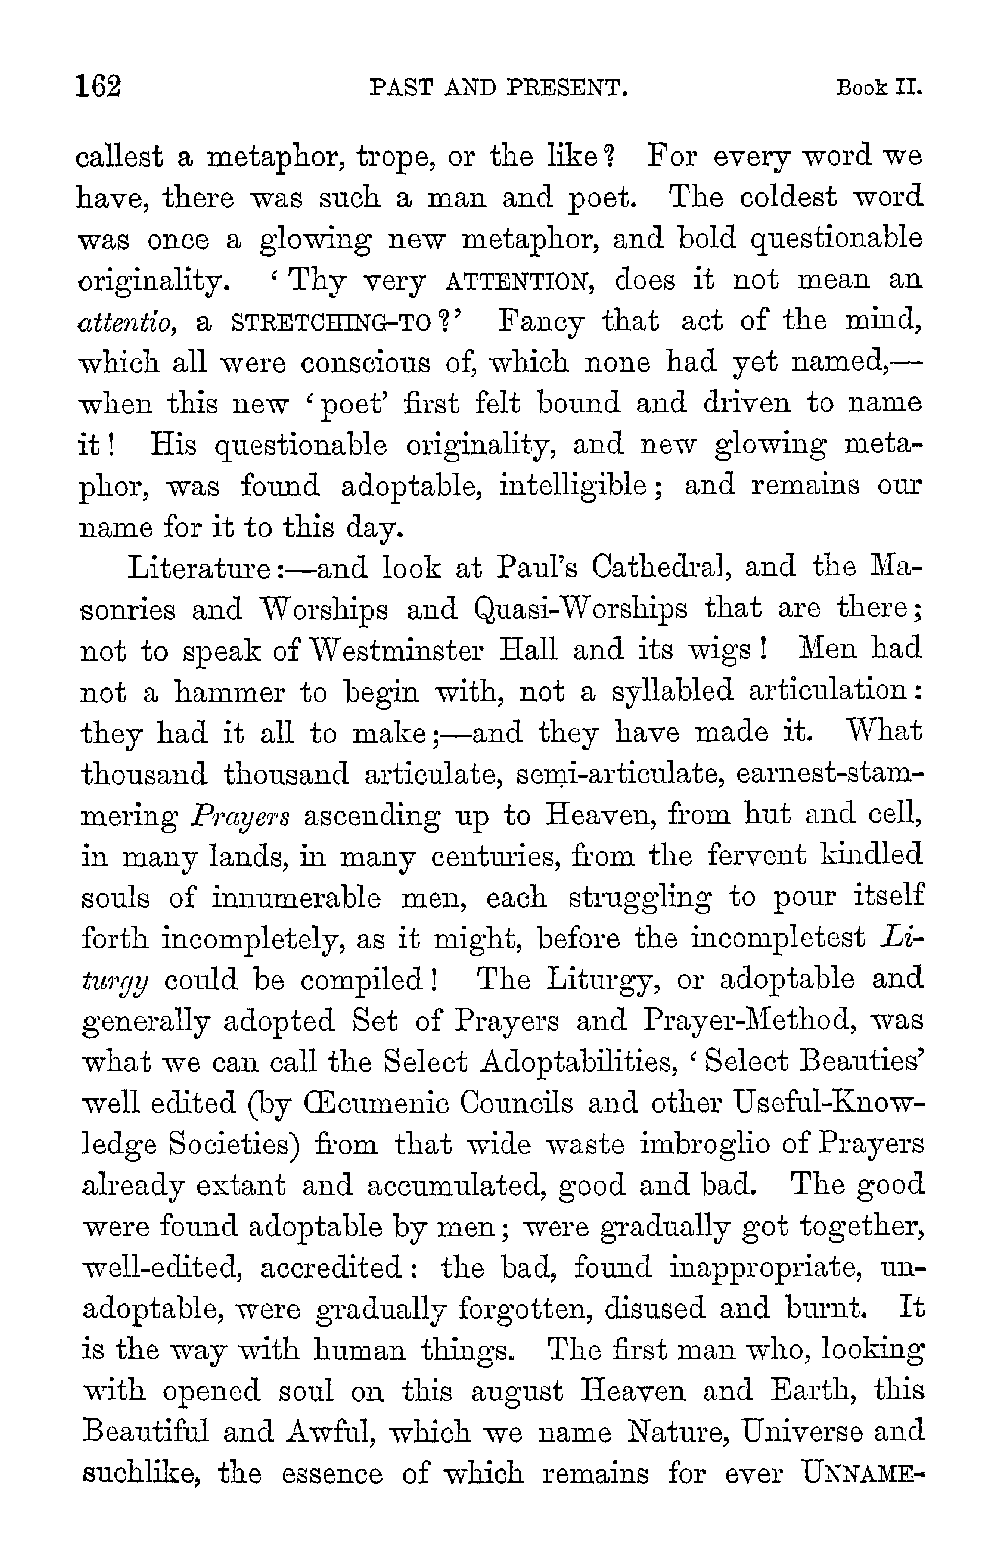 162 PAST AND PRESENT. Book II.
callest a metaphor, trope, or the like? For every word we
have, there was such a man and poet. The coldest word
was once a glowing new metaphor, and bold questionable
originality. ‘Thy very ATTENTION, does it not mean an
attentio, a STRETCHING-TO?’ Fancy that act of the mind,
which all were conscious of, which none had yet named,—
when this new ‘poet’ first felt bound and driven to name
it! His questionable originality, and new glowing meta-
phor, was found adoptable, intelligible; and remains our
name for it to this day.
Literature:—and look at Paul’s Cathedral, and the Ma-
sonries and Worships and Quasi-Worships that are there;
not to speak of Westminster Hall and its wigs! Men had
not a hammer to begin with, not a syllabled articulation:
they had it all to make;—and they have made it. What
thousand thousand articulate, semi-articulate, earnest-stam-
mering Prayers ascending up to Heaven, from hut and cell,
in many lands, in many centuries, from the fervent kindled
souls of innumerable men, each struggling to pour itself
forth incompletely, as it might, before the incompletest Li-
turgy could be compiled! The Liturgy, or adoptable and
generally adopted Set of Prayers and Prayer-Method, was
what we can call the Select Adoptabilities, ‘Select Beauties’
well edited (by Œcumenic Councils and other Useful-Know-
ledge Societies) from that wide waste imbroglio of Prayers
already extant and accumulated, good and bad. The good
were found adoptable by men; were gradually got together,
well-edited, accredited: the bad, found inappropriate, un-
adoptable, were gradually forgotten, disused and burnt. It
is the way with human things. The first man who, looking
with opened soul on this august Heaven and Earth, this
Beautiful and Awful, which we name Nature, Universe and
suchlike, the essence of which remains for ever UNNAME-